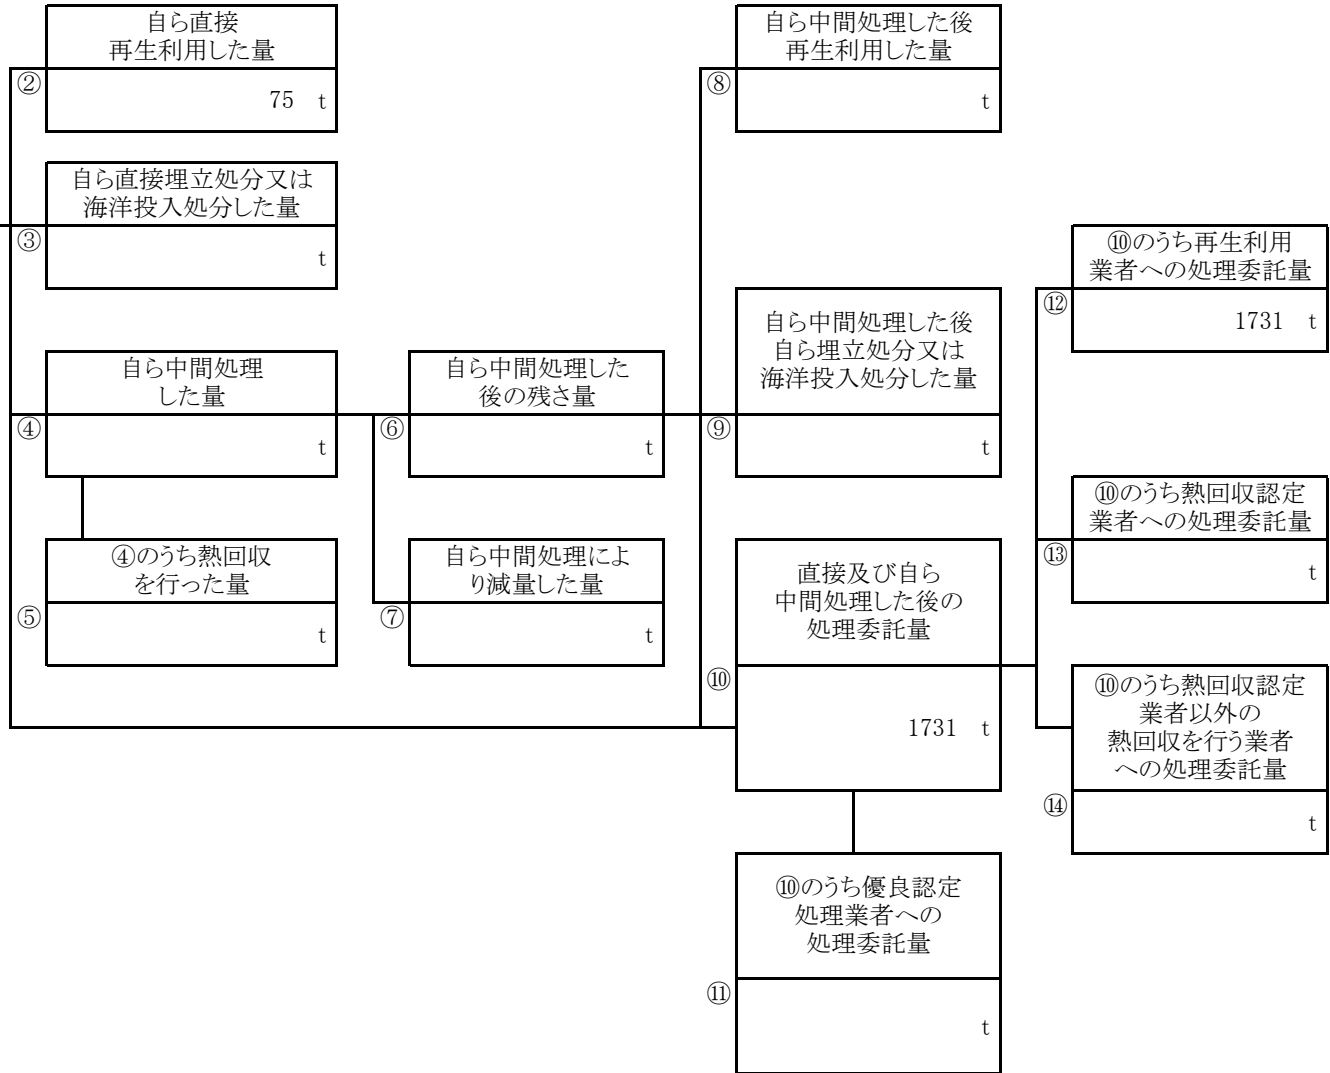 自ら直接
再生利用した量
②
75 t
自ら直接埋立処分又は
海洋投入処分した量
③
t
自ら中間処理
した量
④
t
④のうち熱回収
を行った量
⑤
t
自ら中間処理した
後の残さ量
⑥
t
自ら中間処理によ
り減量した量
⑦
t
自ら中間処理した後
再生利用した量
⑧
t
自ら中間処理した後
自ら埋立処分又は
海洋投入処分した量
⑨
t
直接及び自ら
中間処理した後の
処理委託量
⑩
1731 t
⑩のうち優良認定
処理業者への
処理委託量
⑪
t
⑩のうち再生利用
業者への処理委託量
⑫
1731 t
⑩のうち熱回収認定
業者への処理委託量
⑬
t
⑩のうち熱回収認定
業者以外の
熱回収を行う業者
への処理委託量
⑭
t